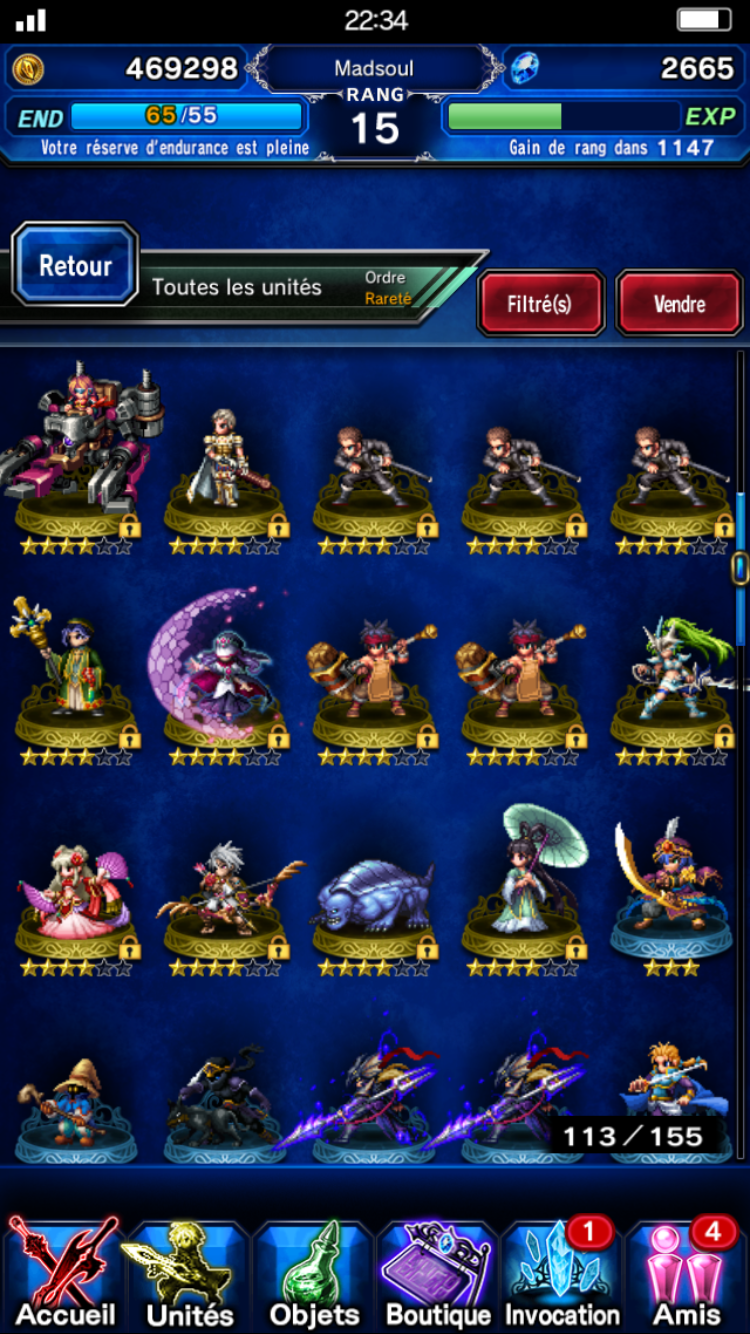 22:34
469298
Madsoul
2665
RANG
15
END
65/55
EXP
Votre réserve d'endurance est pleine
Gain de rang dans 1147
Retour
Toutes les unités
Ordre
Rareté
Filtré(s)
Vendre
113/155
1
4
Accueil
Unités
Objets
Boutique
Invocation
Amis